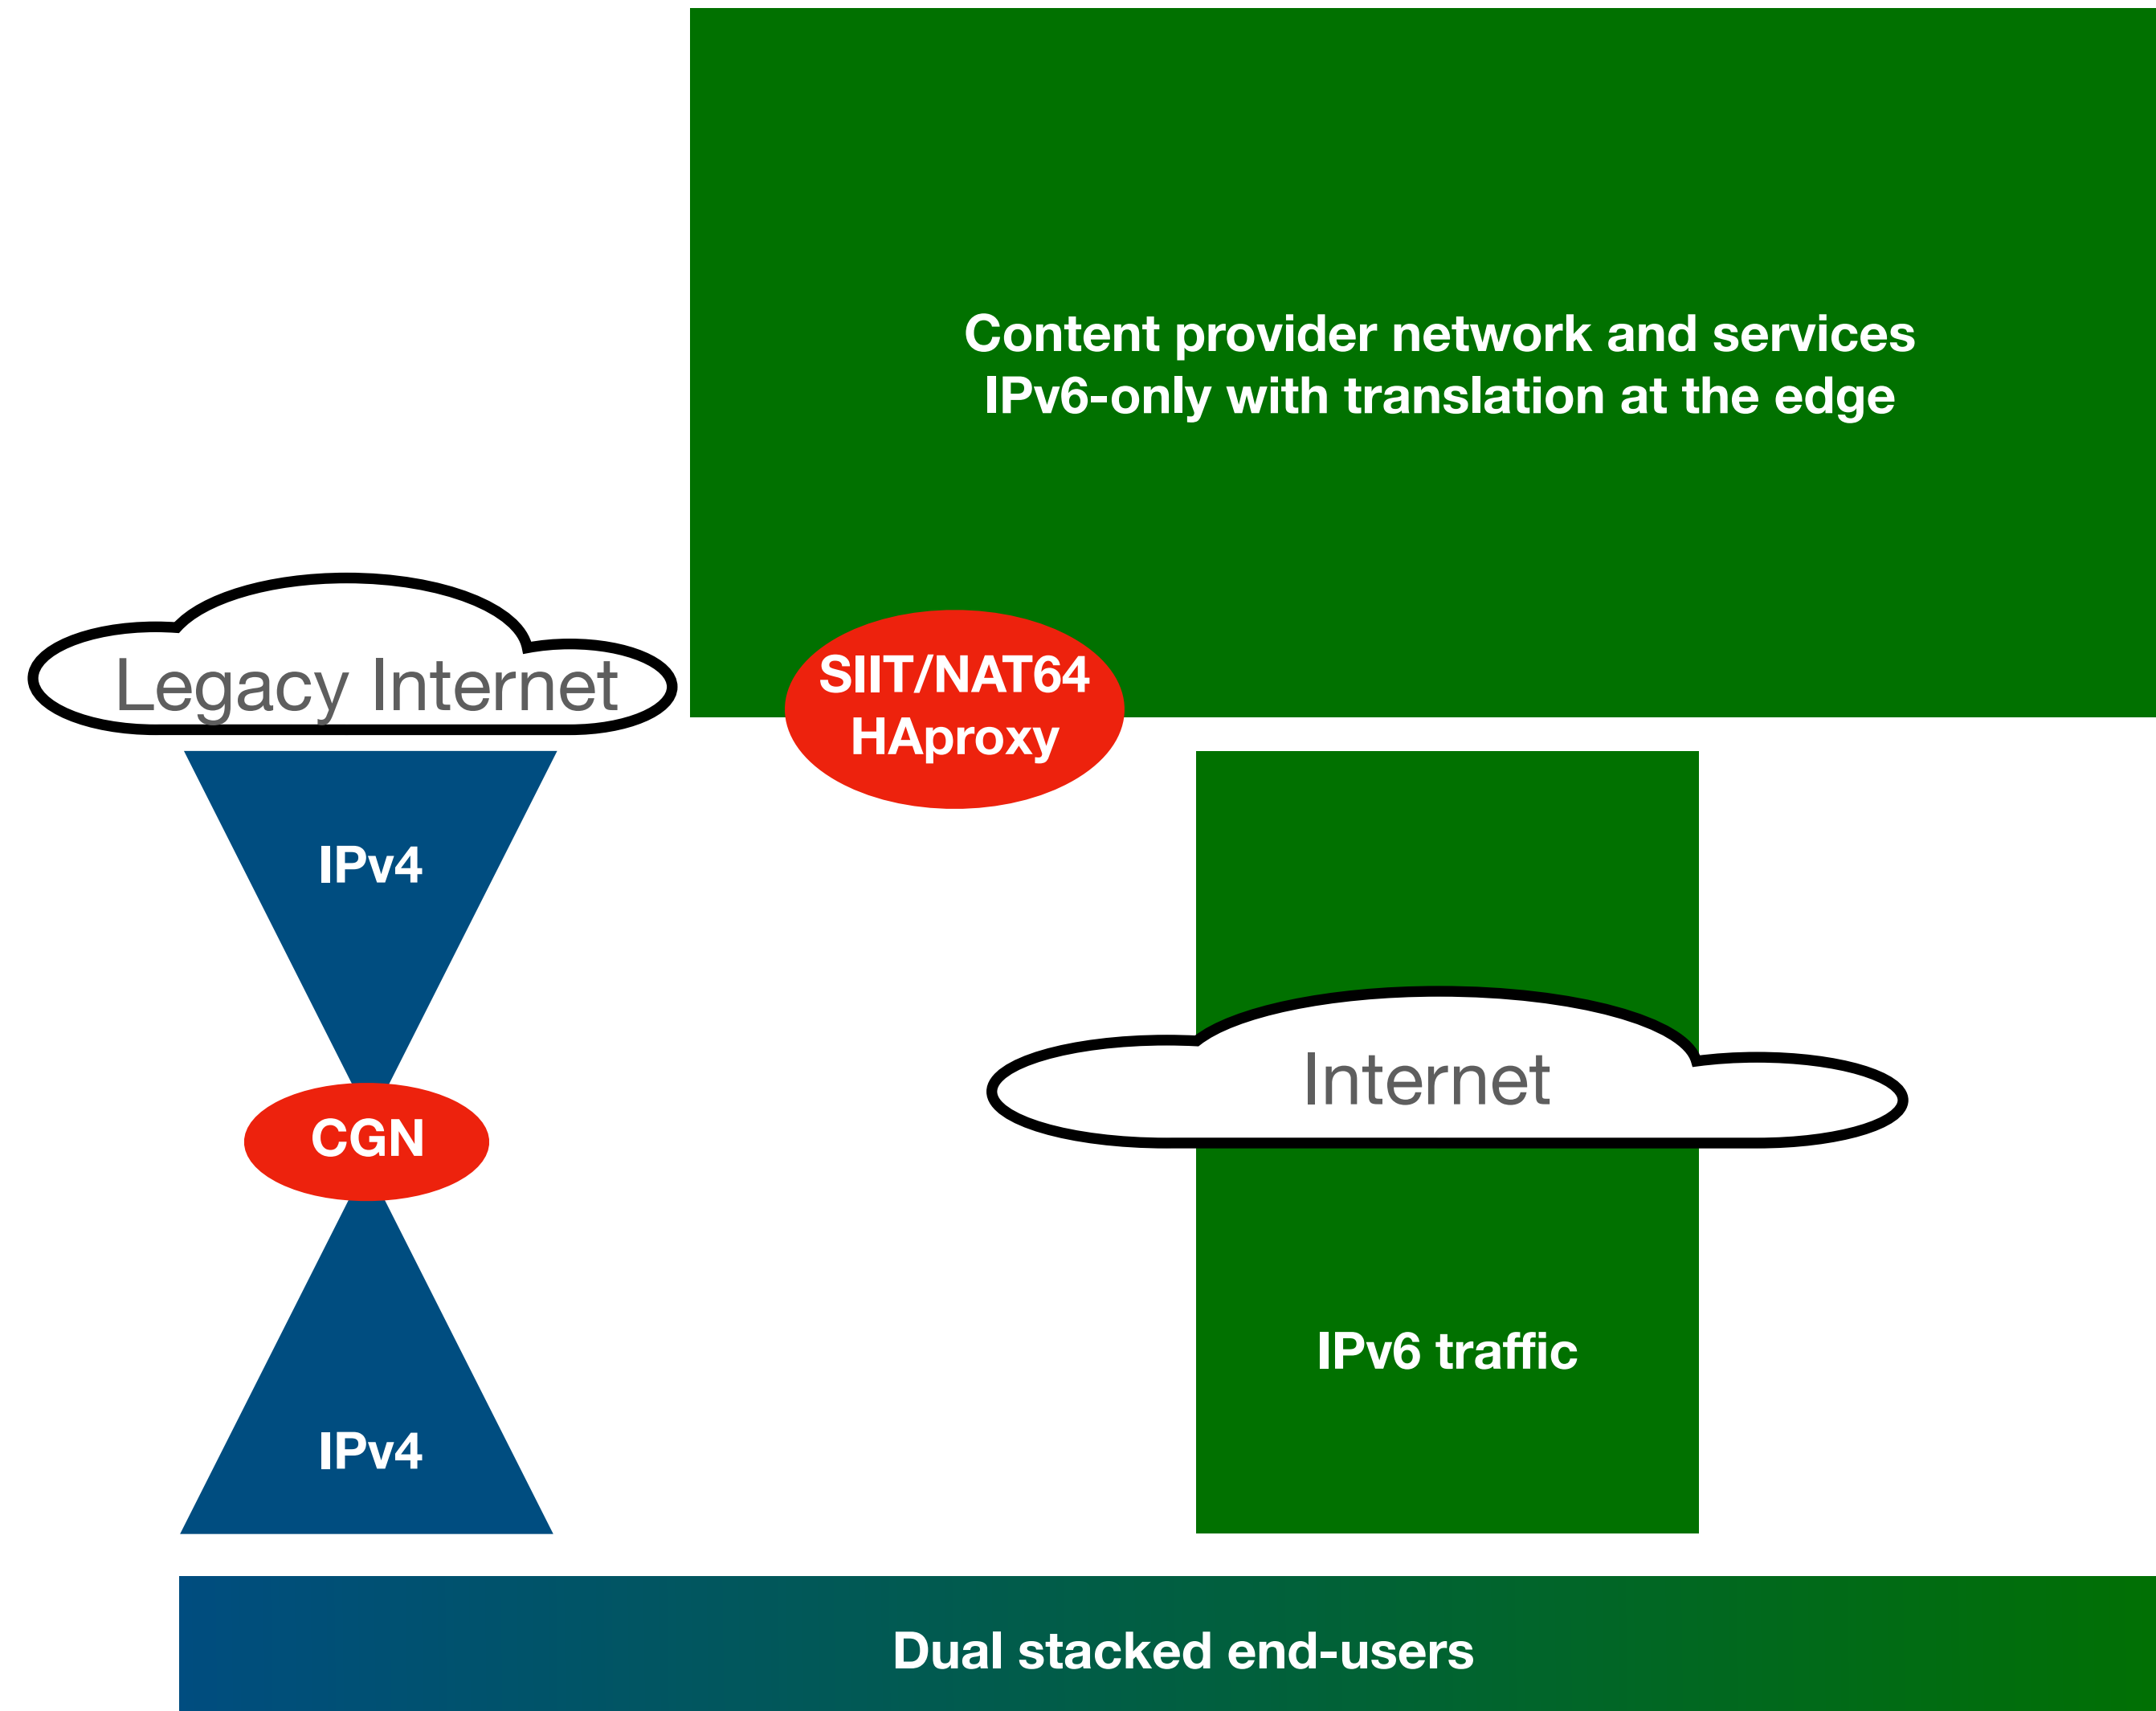 Content provider network and services
IPv6-only with translation at the edge
Legacy Internet
SIIT/NAT64
HAproxy
IPv4
Internet
CGN
IPv6 traffic
IPv4
Dual stacked end-users